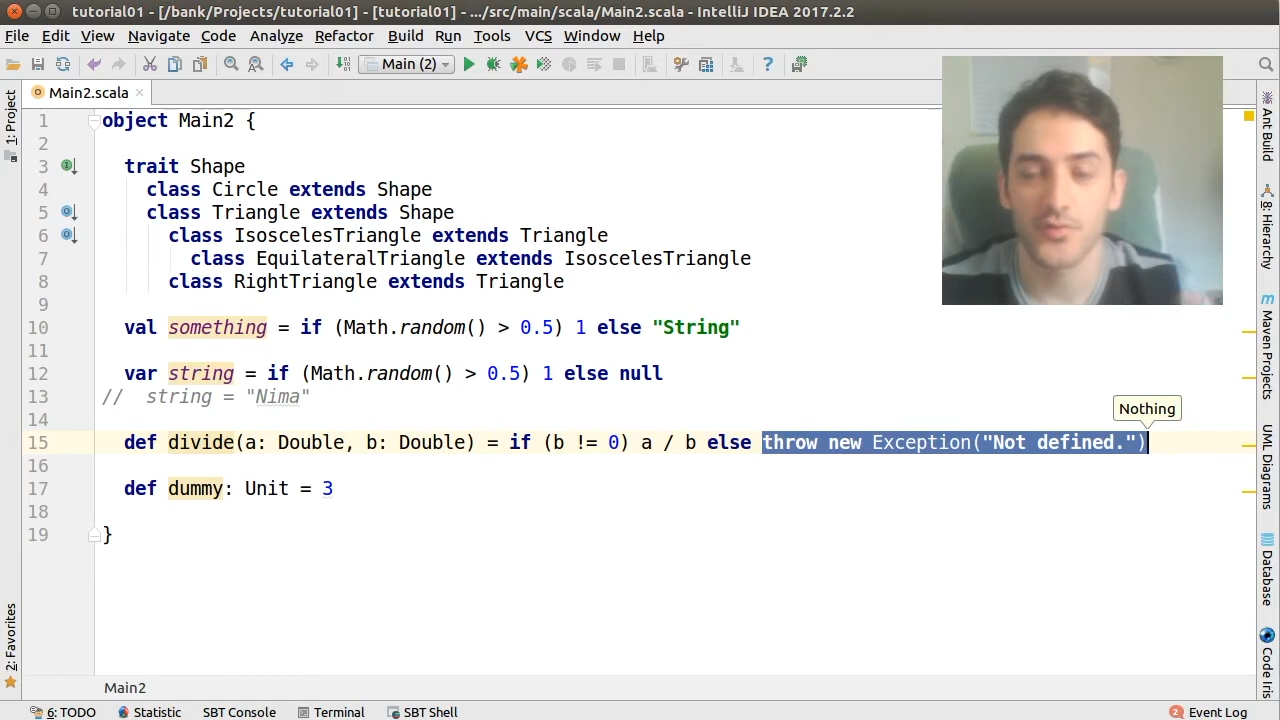 tutorial01 - [/bank/Projects/tutorial01] - [tutorial01] - .../src/main/scala/Main2.scala - IntelliJ IDEA 2017.2.2
File Edit View Navigate Code Analyze Refactor Build Run Tools VCS Window Help
Main (2)
Main2.scala
1 object Main2 {
2
3 trait Shape
4 class Circle extends Shape
5 class Triangle extends Shape
6 class IsoscelesTriangle extends Triangle
7 class EquilateralTriangle extends IsoscelesTriangle
8 class RightTriangle extends Triangle
9
10 val something = if (Math.random() > 0.5) 1 else "String"
11
12 var string = if (Math.random() > 0.5) 1 else null
13 // string = "Nima"
14
Nothing
15 def divide(a: Double, b: Double) = if (b != 0) a / b else throw new Exception("Not defined.")
16
17 def dummy: Unit = 3
18
19 }
Main2
1: Project
2: Favorites
Ant Build
8: Hierarchy
Maven Projects
UML Diagrams
Database
Code Iris
6: TODO Statistic SBT Console Terminal SBT Shell 2 Event Log